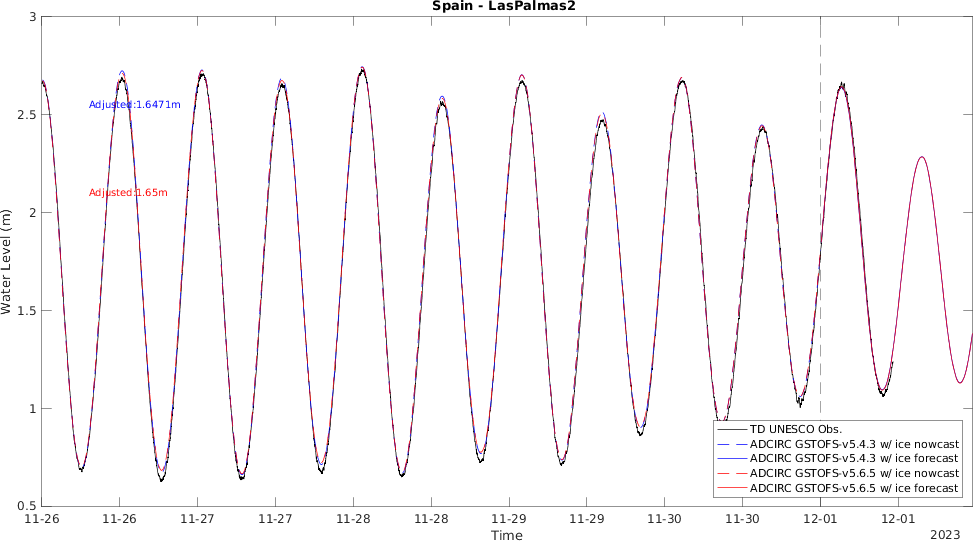 Spain - LasPalmas2
3
2.5
2
1.5
1
0.5
Water Level (m)
Adjusted:1.6471m
Adjusted:1.65m
TD UNESCO Obs.
ADCIRC GSTOFS-v5.4.3 w/ ice nowcast
ADCIRC GSTOFS-v5.4.3 w/ ice forecast
ADCIRC GSTOFS-v5.6.5 w/ ice nowcast
ADCIRC GSTOFS-v5.6.5 w/ ice forecast
11-26 11-26 11-27 11-27 11-28 11-28 11-29 11-29 11-30 11-30 12-01 12-01
Time
2023